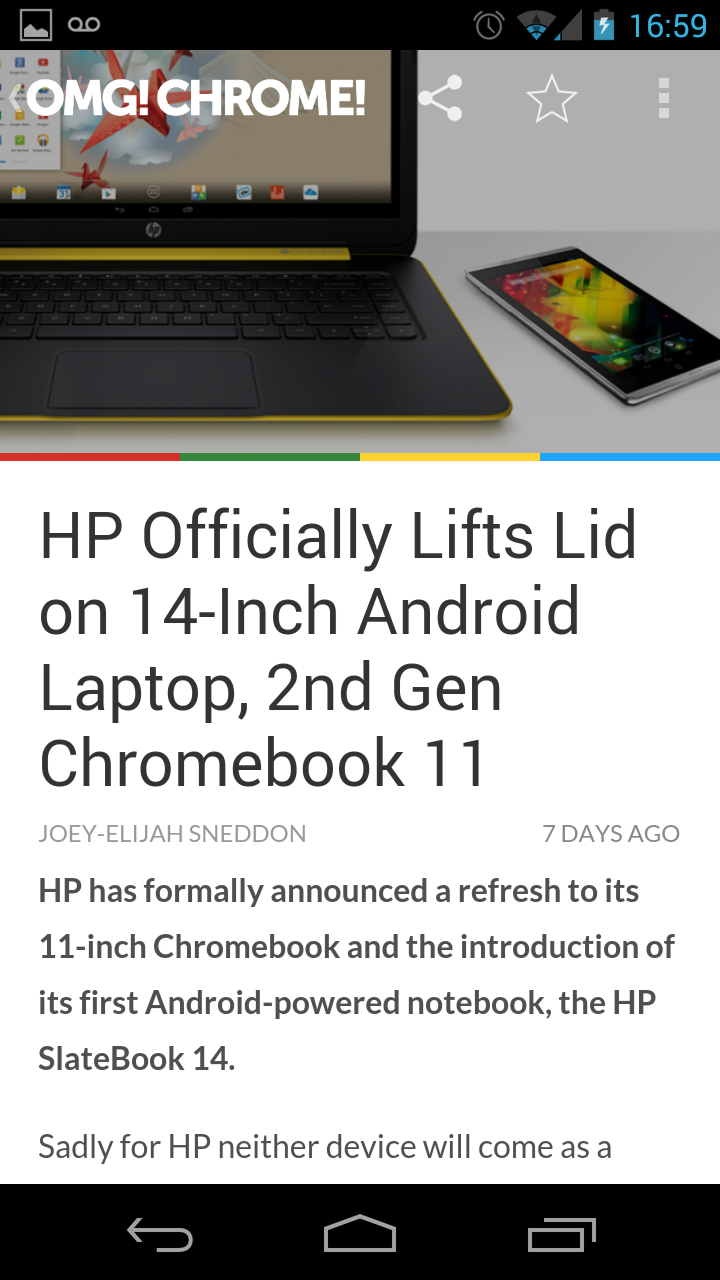 16:59
OMG! CHROME!
31
hp
HP Officially Lifts Lid
on 14-Inch Android
Laptop, 2nd Gen
Chromebook 11
JOEY-ELIJAH SNEDDON 7 DAYS AGO
HP has formally announced a refresh to its
11-inch Chromebook and the introduction of
its first Android-powered notebook, the HP
SlateBook 14.
Sadly for HP neither device will come as a